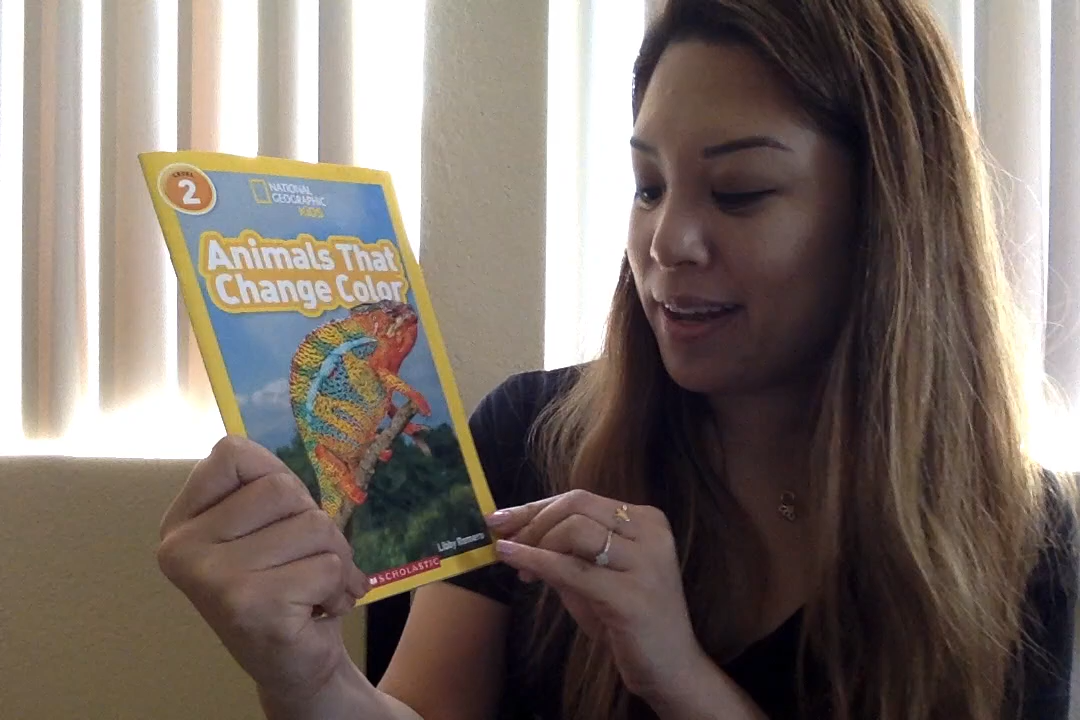 LEVEL
2
NATIONAL
GEOGRAPHIC
KiDS
Animals That
Change Color
Libby Romero
SCHOLASTIC